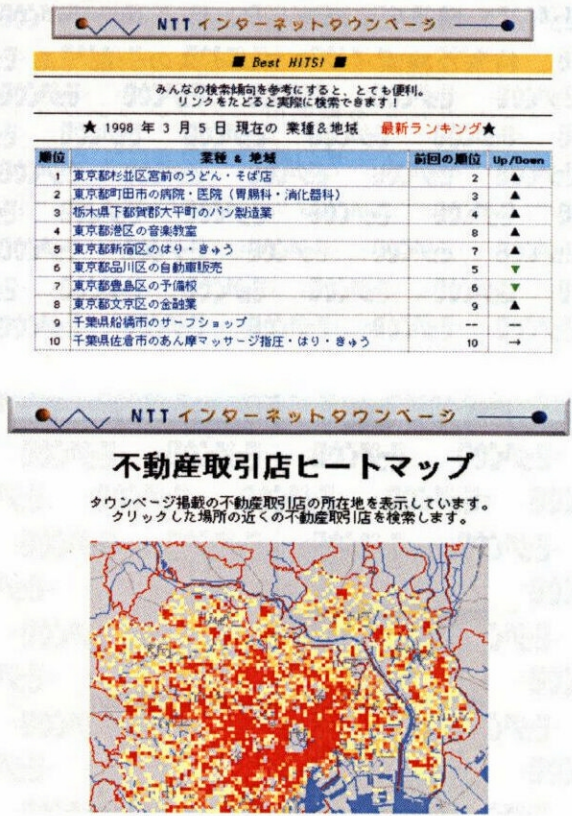 NTT インターネットタウンページ
■ Best HITS! ■
みんなの検索傾向を参考にすると、とても便利。
リンクをたどると実際に検索できます!
★ 1998 年 3 月 5 日 現在の 業種&地域 最新ランキング★
順位 業種 & 地域 前回の順位 Up/Down
1 東京都杉並区宮前のうどん・そば店 2 ▲
2 東京都町田市の病院・医院(胃腸科・消化器科) 3 ▲
3 栃木県下都賀郡大平町のパン製造業 4 ▲
4 東京都港区の音楽教室 8 ▲
5 東京都新宿区のはり・きゅう 7 ▲
6 東京都品川区の自動車販売 5 ▼
7 東京都豊島区の予備校 6 ▼
8 東京都文京区の金融業 9 ▲
9 千葉県船橋市のサーフショップ -- --
10 千葉県佐倉市のあん摩マッサージ指圧・はり・きゅう 10 →
NTT インターネットタウンページ
不動産取引店ヒートマップ
タウンページ掲載の不動産取引店の所在地を表示しています。
クリックした場所の近くの不動産取引店を検索します。